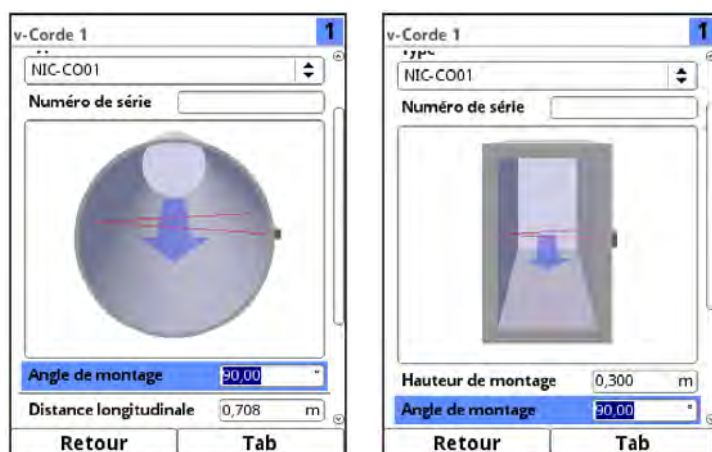 v-Corde 1 1
Type
NIC-CO01
Numéro de série
Angle de montage 90,00 °
Distance longitudinale 0,708 m
Retour Tab
v-Corde 1 1
Type
NIC-CO01
Numéro de série
Hauteur de montage 0,300 m
Angle de montage 90,00 °
Retour Tab